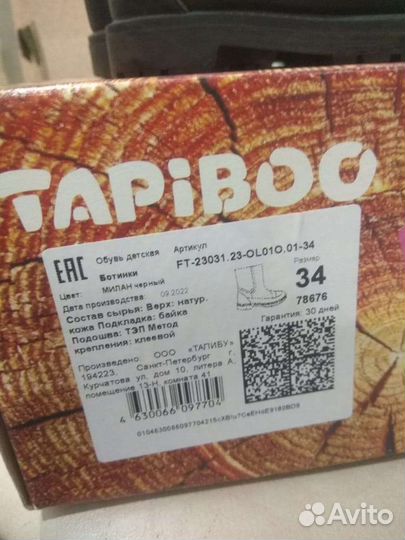 TAPiBOO
EAC
Обувь детская
Артикул
Ботинки
FT-23031.23-OL01O.01-34
Цвет:
МИЛАН черный
Размер
Дата производства:
09.2022
34
Состав сырья: Верх: натур.
78676
кожа Подкладка: байка
Гарантия: 30 дней
Подошва: ТЭП Метод
крепления: клеевой
Произведено ООО «ТАПИБУ»
194223, Санкт-Петербург г,
Курчатова ул, дом 10, литера А,
помещение 13-Н, комната 41
4 630066 097704
Avito